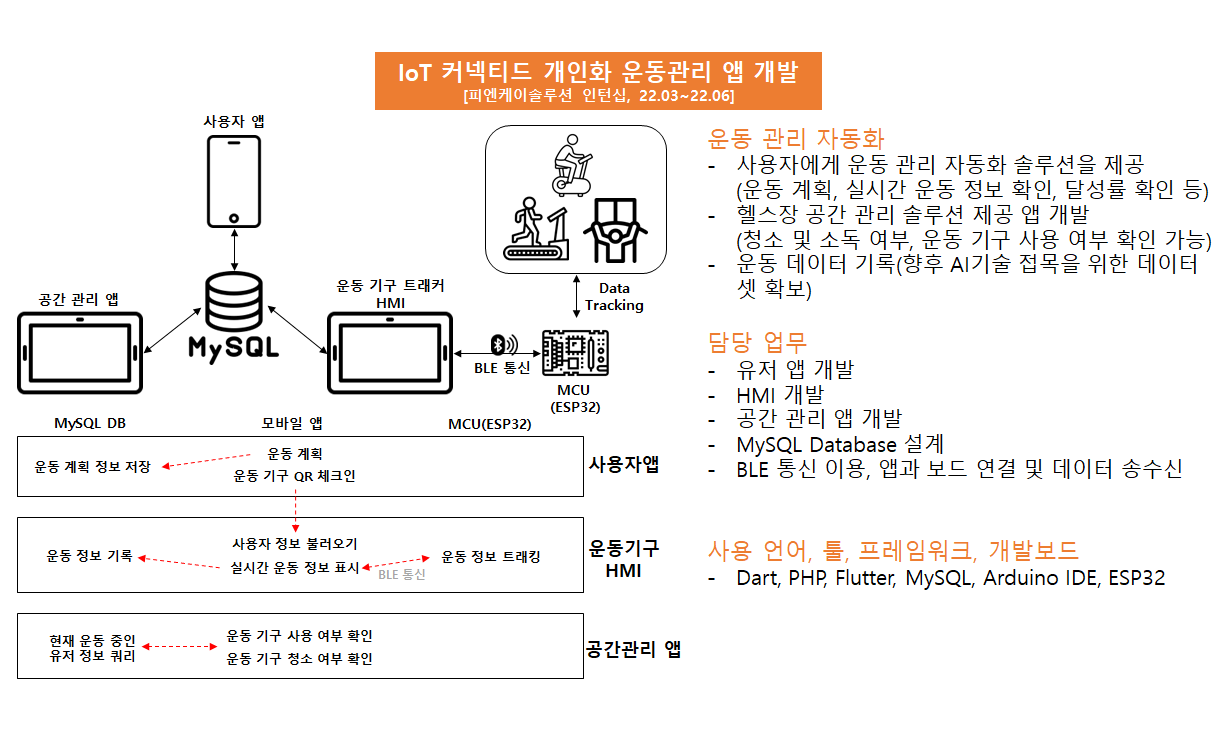 IoT 커넥티드 개인화 운동관리 앱 개발
[피엔케이솔루션 인턴십, 22.03~22.06]
사용자 앱
공간 관리 앱
MySQL
운동 기구 트래커
HMI
Data
Tracking
BLE 통신
MCU
(ESP32)
MySQL DB
모바일 앱
MCU(ESP32)
운동 계획 정보 저장
운동 계획
운동 기구 QR 체크인
사용자앱
운동 정보 기록
사용자 정보 불러오기
실시간 운동 정보 표시
BLE 통신
운동 정보 트래킹
운동기구
HMI
현재 운동 중인
유저 정보 쿼리
운동 기구 사용 여부 확인
운동 기구 청소 여부 확인
공간관리 앱
운동 관리 자동화
- 사용자에게 운동 관리 자동화 솔루션을 제공
(운동 계획, 실시간 운동 정보 확인, 달성률 확인 등)
- 헬스장 공간 관리 솔루션 제공 앱 개발
(청소 및 소독 여부, 운동 기구 사용 여부 확인 가능)
- 운동 데이터 기록(향후 AI기술 접목을 위한 데이터
셋 확보)
담당 업무
- 유저 앱 개발
- HMI 개발
- 공간 관리 앱 개발
- MySQL Database 설계
- BLE 통신 이용, 앱과 보드 연결 및 데이터 송수신
사용 언어, 툴, 프레임워크, 개발보드
- Dart, PHP, Flutter, MySQL, Arduino IDE, ESP32